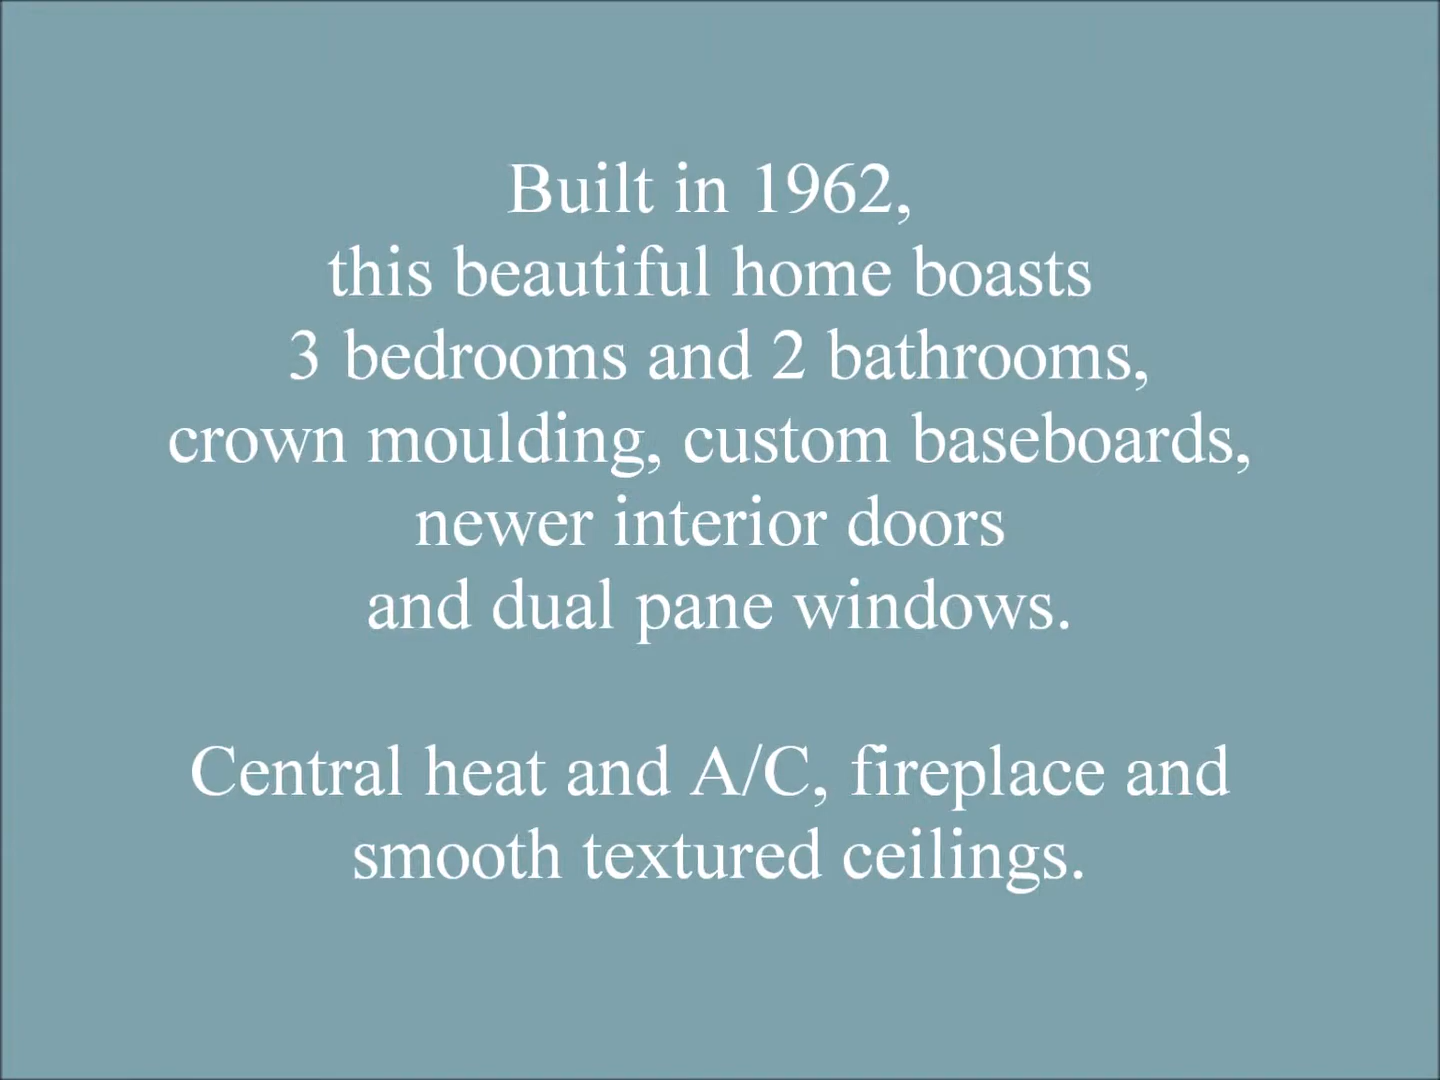 Built in 1962,
this beautiful home boasts
3 bedrooms and 2 bathrooms,
crown moulding, custom baseboards,
newer interior doors
and dual pane windows.
Central heat and A/C, fireplace and
smooth textured ceilings.